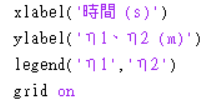 xlabel('時間 (s)')
ylabel('η1、η2 (m)')
legend('η1','η2')
grid on